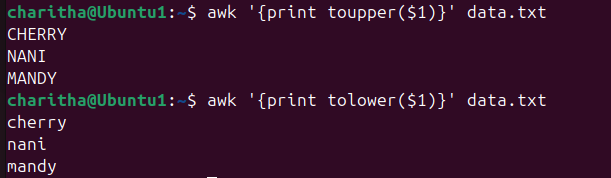 charitha@Ubuntu1:~$ awk '{print toupper($1)}' data.txt
CHERRY
NANI
MANDY
charitha@Ubuntu1:~$ awk '{print tolower($1)}' data.txt
cherry
nani
mandy